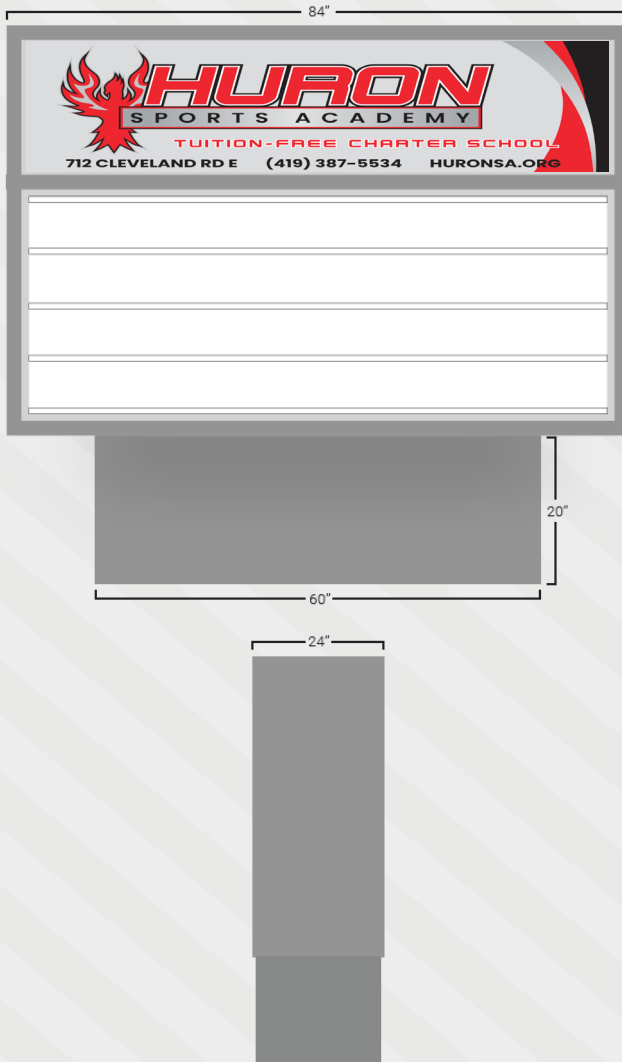 84”
HURON
SPORTS ACADEMY
TUITION-FREE CHARTER SCHOOL
712 CLEVELAND RD E (419) 387-5534 HURONSA.ORG
20”
60”
24”